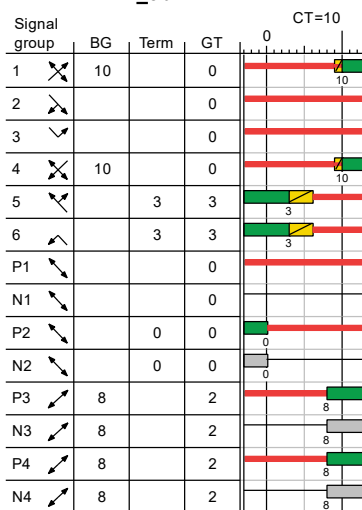 CT=10
Signal group BG Term GT 0
1 10 0 10
2 0
3 0
4 10 0 10
5 3 3 3
6 3 3 3
P1 0
N1 0
P2 0 0 0
N2 0 0 0
P3 8 2 8
N3 8 2 8
P4 8 2 8
N4 8 2 8